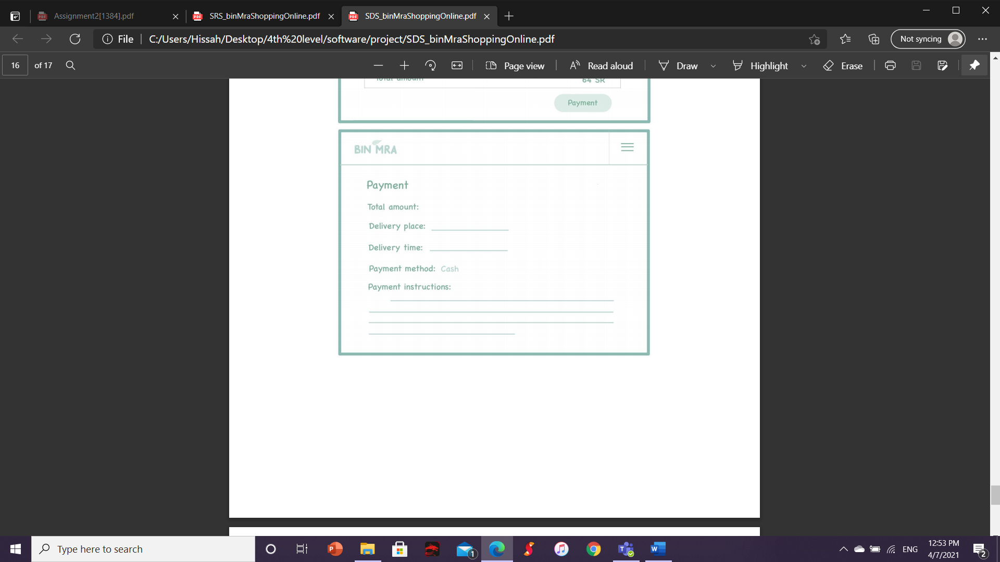 Assignment2[1384].pdf
SRS_binMraShoppingOnline.pdf
SDS_binMraShoppingOnline.pdf
File
C:/Users/Hissah/Desktop/4th%20level/software/project/SDS_binMraShoppingOnline.pdf
Not syncing
16 of 17
Page view
Read aloud
Draw
Highlight
Erase
Total amount 64 SR
Payment
BIN MRA
Payment
Total amount:
Delivery place:
Delivery time:
Payment method: Cash
Payment instructions:
Type here to search
1
ENG
12:53 PM
4/7/2021
2